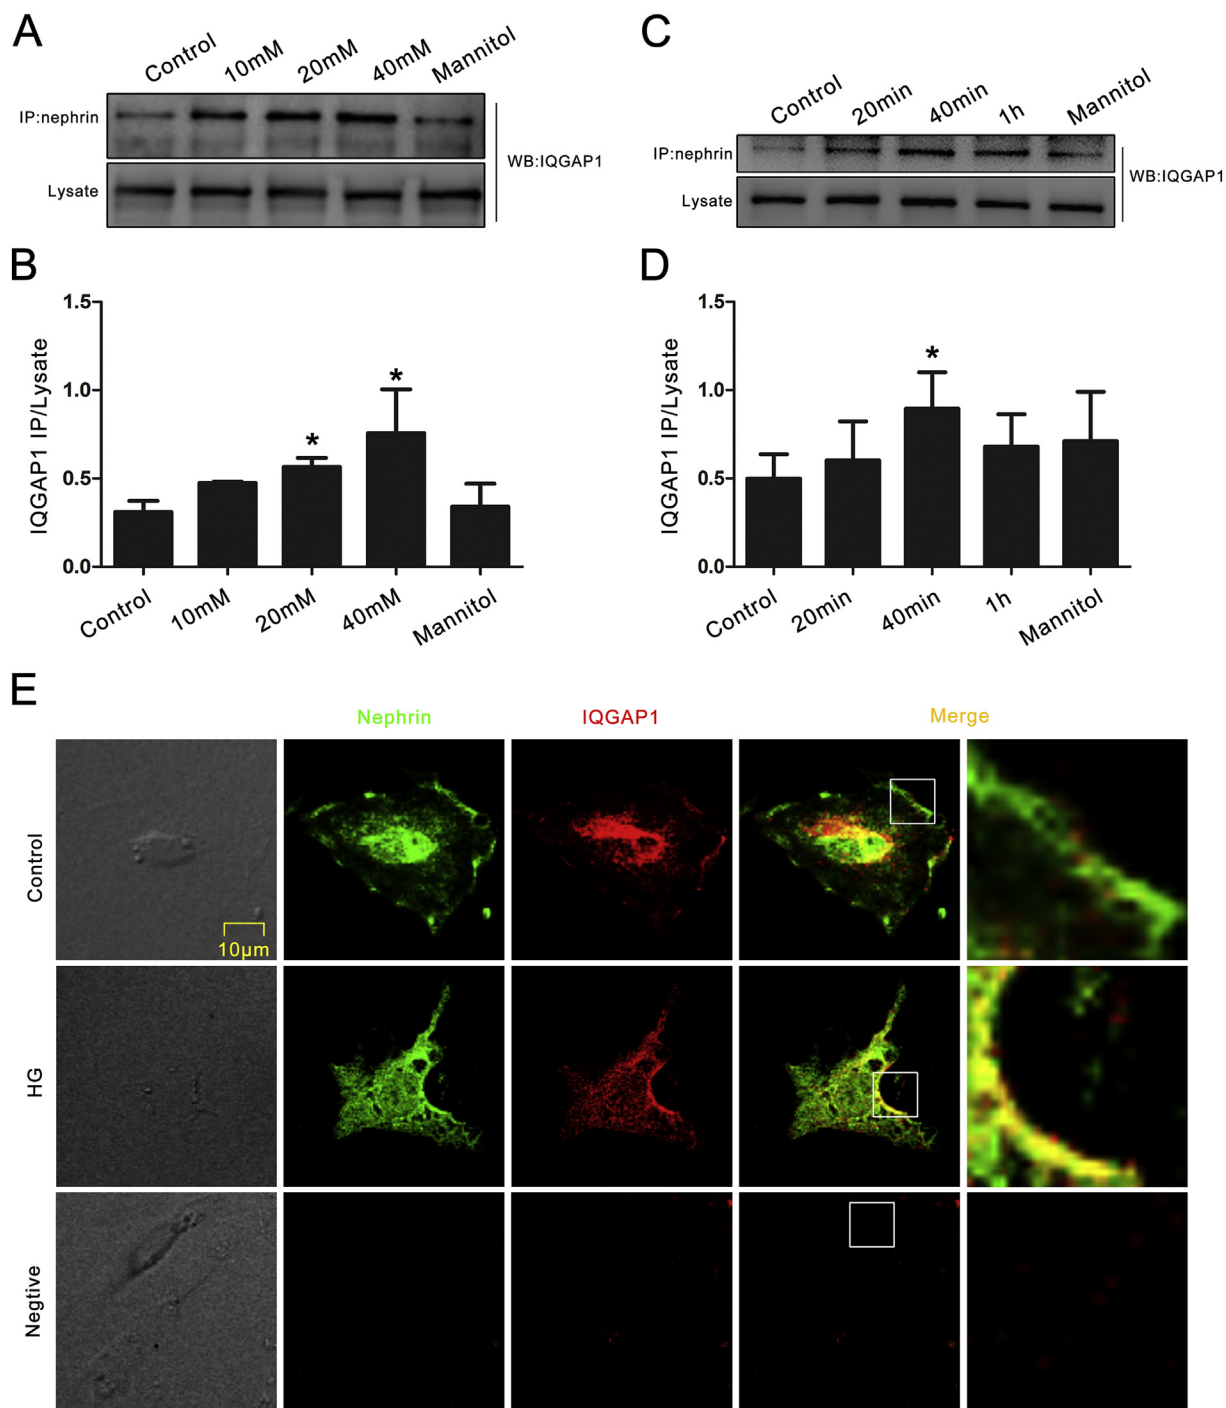 A
Control
10mM
20mM
40mM
Mannitol
IP:nephrin
Lysate
WB:IQGAP1
C
Control
20min
40min
1h
Mannitol
IP:nephrin
Lysate
WB:IQGAP1
B
IQGAP1 IP/Lysate
1.5
1.0
0.5
0.0
*
*
Control
10mM
20mM
40mM
Mannitol
D
IQGAP1 IP/Lysate
1.5
1.0
0.5
0.0
*
Control
20min
40min
1h
Mannitol
E
Nephrin
IQGAP1
Merge
Control
10μm
HG
Negtive